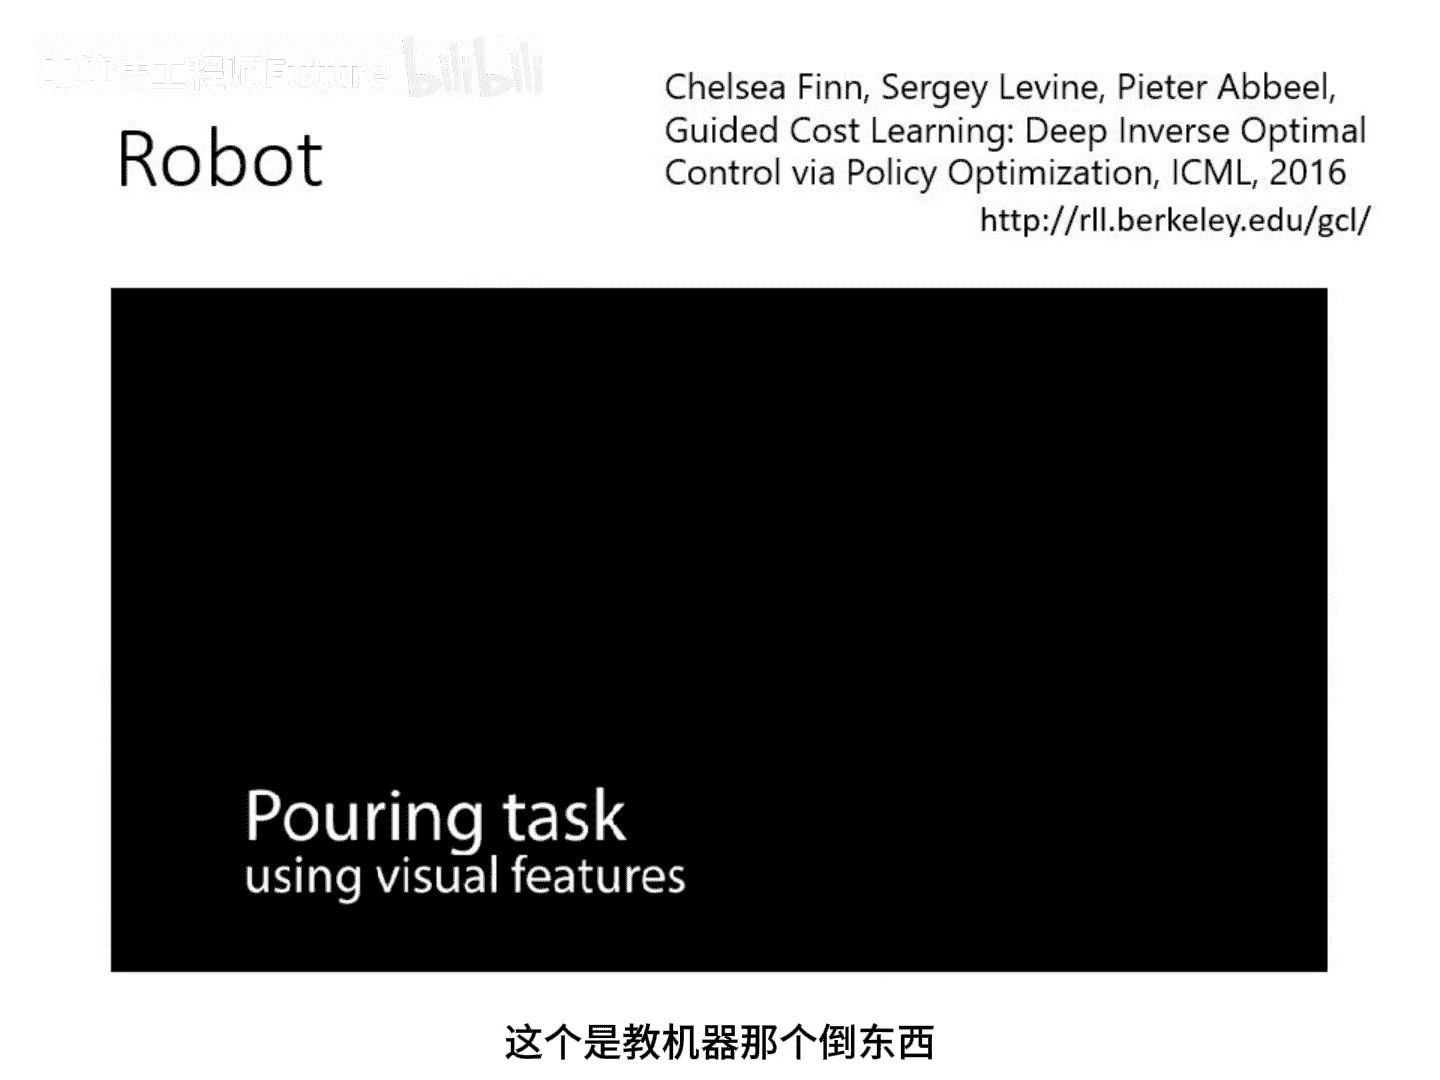 bilibili
Robot
Chelsea Finn, Sergey Levine, Pieter Abbeel,
Guided Cost Learning: Deep Inverse Optimal
Control via Policy Optimization, ICML, 2016
http://rll.berkeley.edu/gcl/
Pouring task
using visual features
这个是教机器那个倒东西